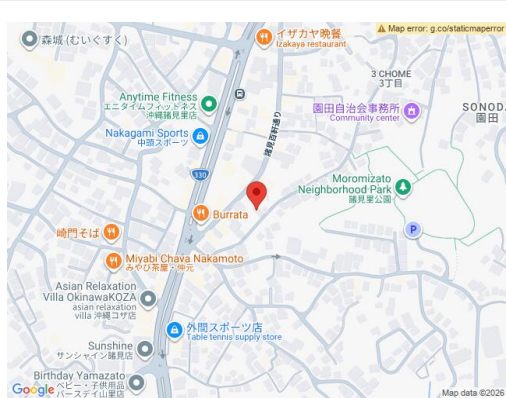 森城 (むいぐすく)
イザカヤ晩餐
Izakaya restaurant
Map error: g.co/staticmaperror
3 CHOME
3丁目
Anytime Fitness
エニタイムフィットネス
沖縄諸見里店
園田自治会事務所
Community center
SONODA
園田
Nakagami Sports
中頭スポーツ
諸見百軒通り
330
Moromizato
Neighborhood Park
諸見里公園
Burrata
P
崎門そば
Miyabi Chaya Nakamoto
みやび茶屋・仲元
Asian Relaxation
Villa OkinawaKOZA
asian relaxation
villa 沖縄コザ店
外間スポーツ店
Table tennis supply store
Sunshine
サンシャイン諸見店
Birthday Yamazato
ベビー・子供用品
バースデイ山里店
Google
Map data ©2026